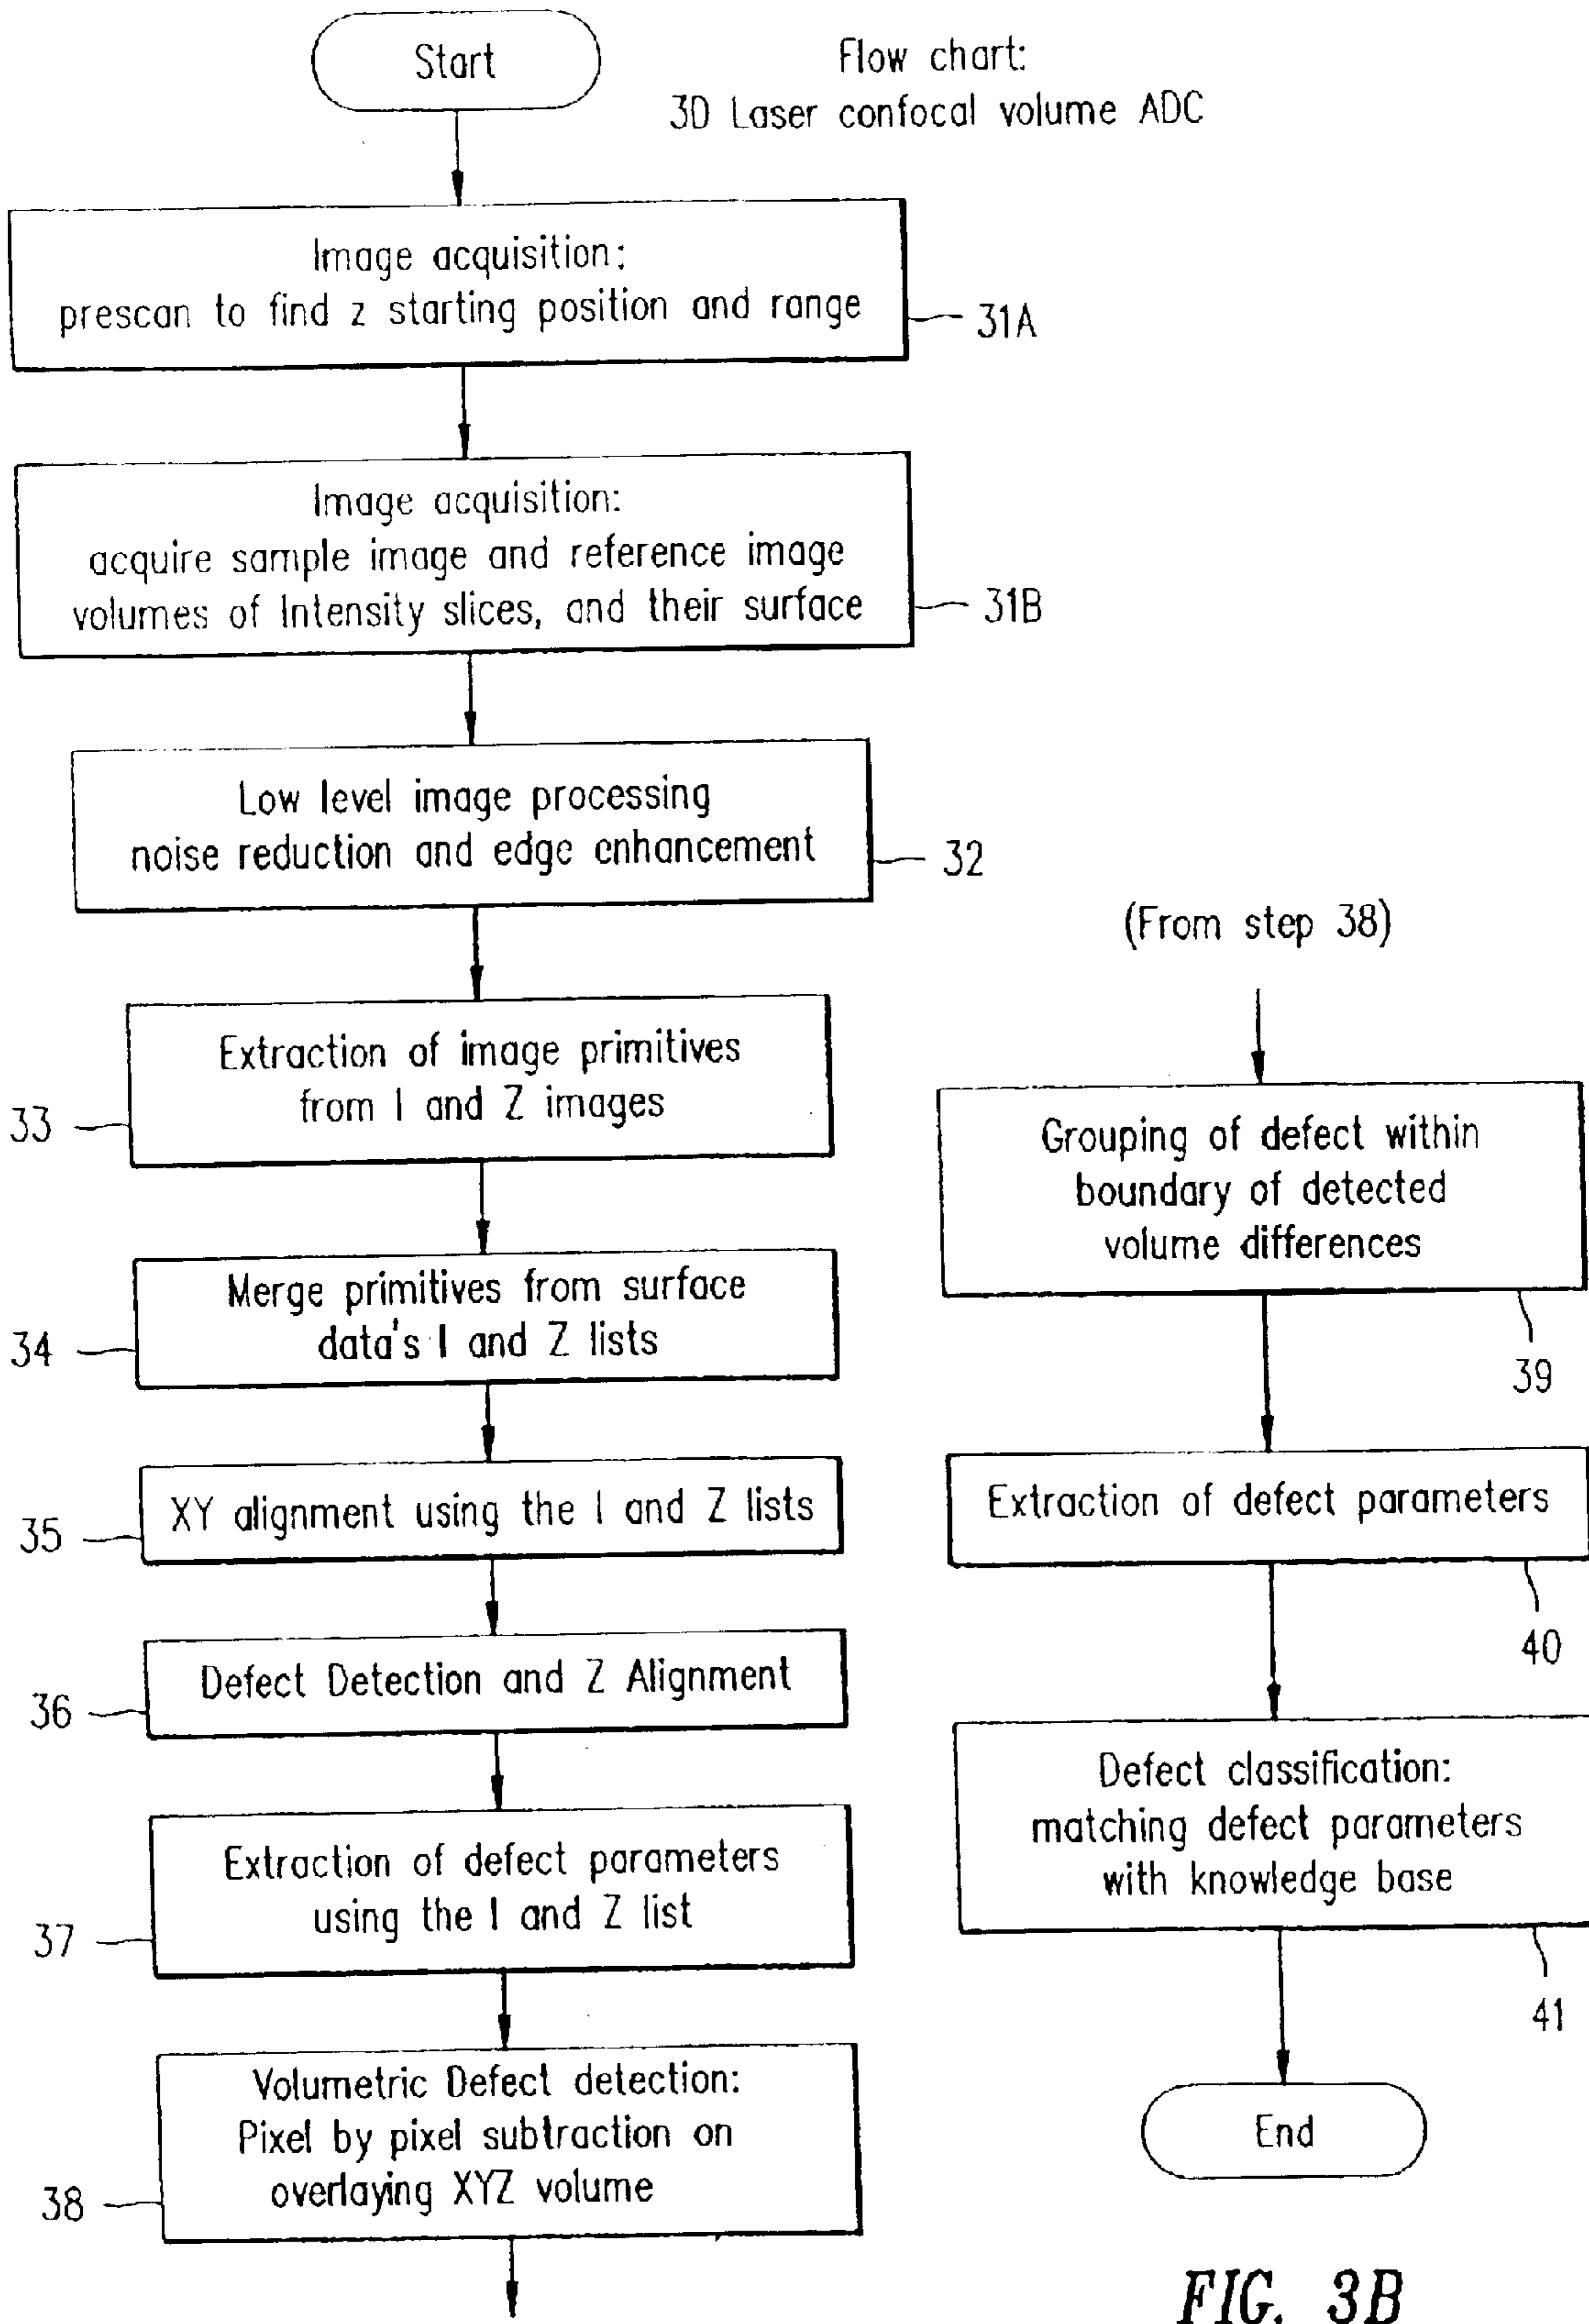 Start
Flow chart:
3D Laser confocal volume ADC
Image acquisition:
prescan to find z starting position and range
31A
Image acquisition:
acquire sample image and reference image
volumes of Intensity slices, and their surface
31B
Low level image processing
noise reduction and edge enhancement
32
Extraction of image primitives
from I and Z images
33
Merge primitives from surface
data's I and Z lists
34
XY alignment using the I and Z lists
35
Defect Detection and Z Alignment
36
Extraction of defect parameters
using the I and Z list
37
Volumetric Defect detection:
Pixel by pixel subtraction on
overlaying XYZ volume
38
(From step 38)
Grouping of defect within
boundary of detected
volume differences
39
Extraction of defect parameters
40
Defect classification:
matching defect parameters
with knowledge base
41
End
FIG. 3B